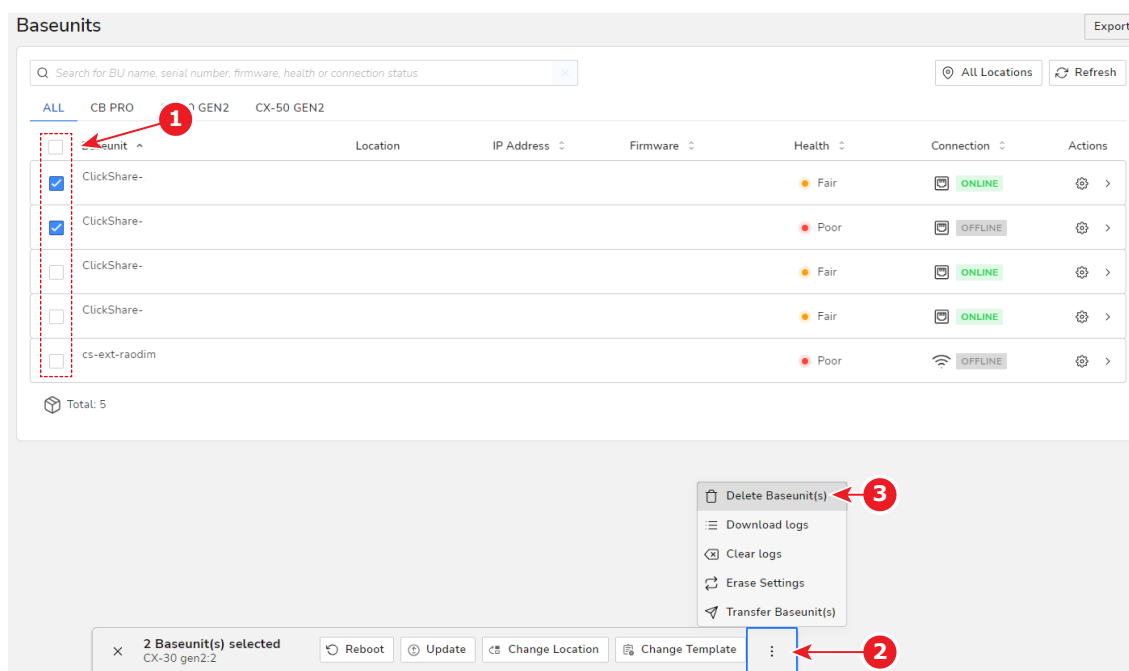 Baseunits
Export
Search for BU name, serial number, firmware, health or connection status
All Locations
Refresh
ALL CB PRO GEN2 CX-50 GEN2
1
Location IP Address Firmware Health Connection Actions
ClickShare- Fair ONLINE
ClickShare- Poor OFFLINE
ClickShare- Fair ONLINE
ClickShare- Fair ONLINE
cs-ext-raodim Poor OFFLINE
Total: 5
Delete Baseunit(s) 3
Download logs
Clear logs
Erase Settings
Transfer Baseunit(s)
2 Baseunit(s) selected
CX-30 gen2:2
Reboot Update Change Location Change Template 2